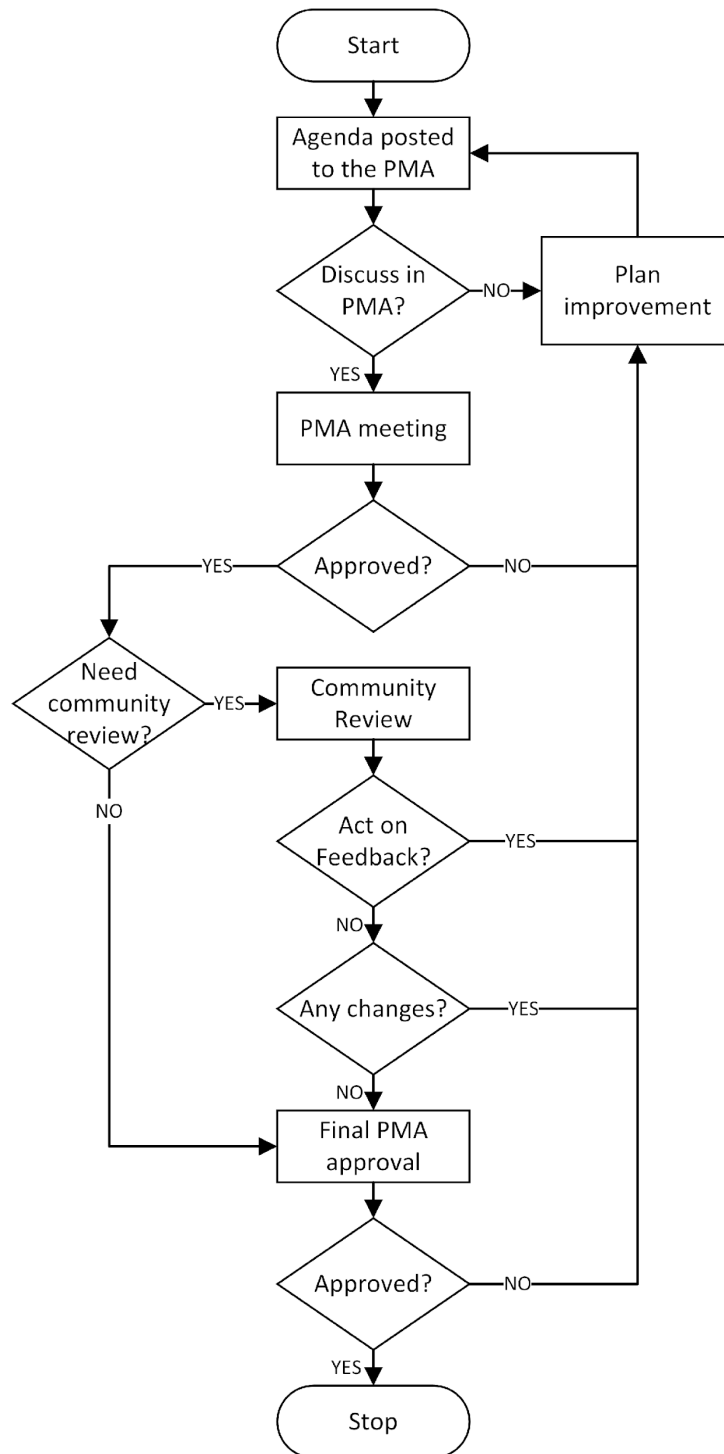 Start
Agenda posted
to the PMA
Discuss in
PMA?
NO
Plan
improvement
YES
PMA meeting
YES
Approved?
NO
Need
community
review?
YES
Community
Review
NO
Act on
Feedback?
YES
NO
Any changes?
YES
NO
Final PMA
approval
Approved?
NO
YES
Stop